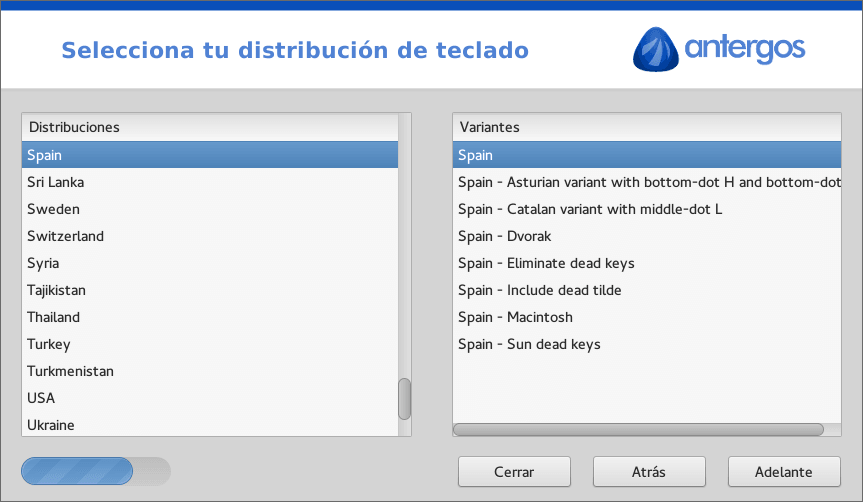 Selecciona tu distribución de teclado
antergos
Distribuciones
Spain
Sri Lanka
Sweden
Switzerland
Syria
Tajikistan
Thailand
Turkey
Turkmenistan
USA
Ukraine
Variantes
Spain
Spain - Asturian variant with bottom-dot H and bottom-dot
Spain - Catalan variant with middle-dot L
Spain - Dvorak
Spain - Eliminate dead keys
Spain - Include dead tilde
Spain - Macintosh
Spain - Sun dead keys
Cerrar
Atrás
Adelante